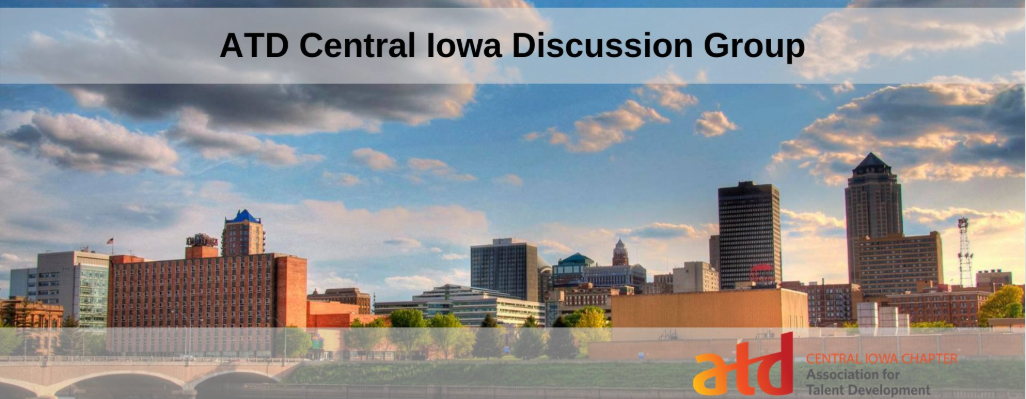 ATD Central Iowa Discussion Group
atd
CENTRAL IOWA CHAPTER
Association for
Talent Development